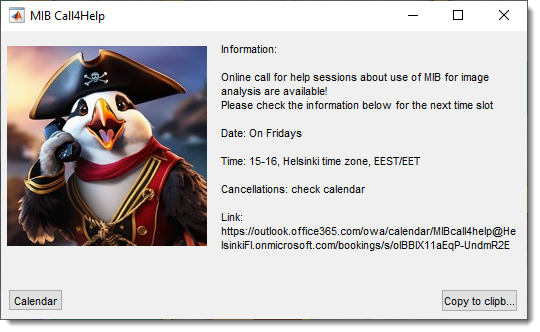 MIB Call4Help
Information:
Online call for help sessions about use of MIB for image
analysis are available!
Please check the information below for the next time slot
Date: On Fridays
Time: 15-16, Helsinki time zone, EEST/EET
Cancellations: check calendar
Link:
https://outlook.office365.com/owa/calendar/MIBcall4help@He
lsinkiFI.onmicrosoft.com/bookings/s/olBBIX11aEqP-UndmR2E
Calendar
Copy to clipb...